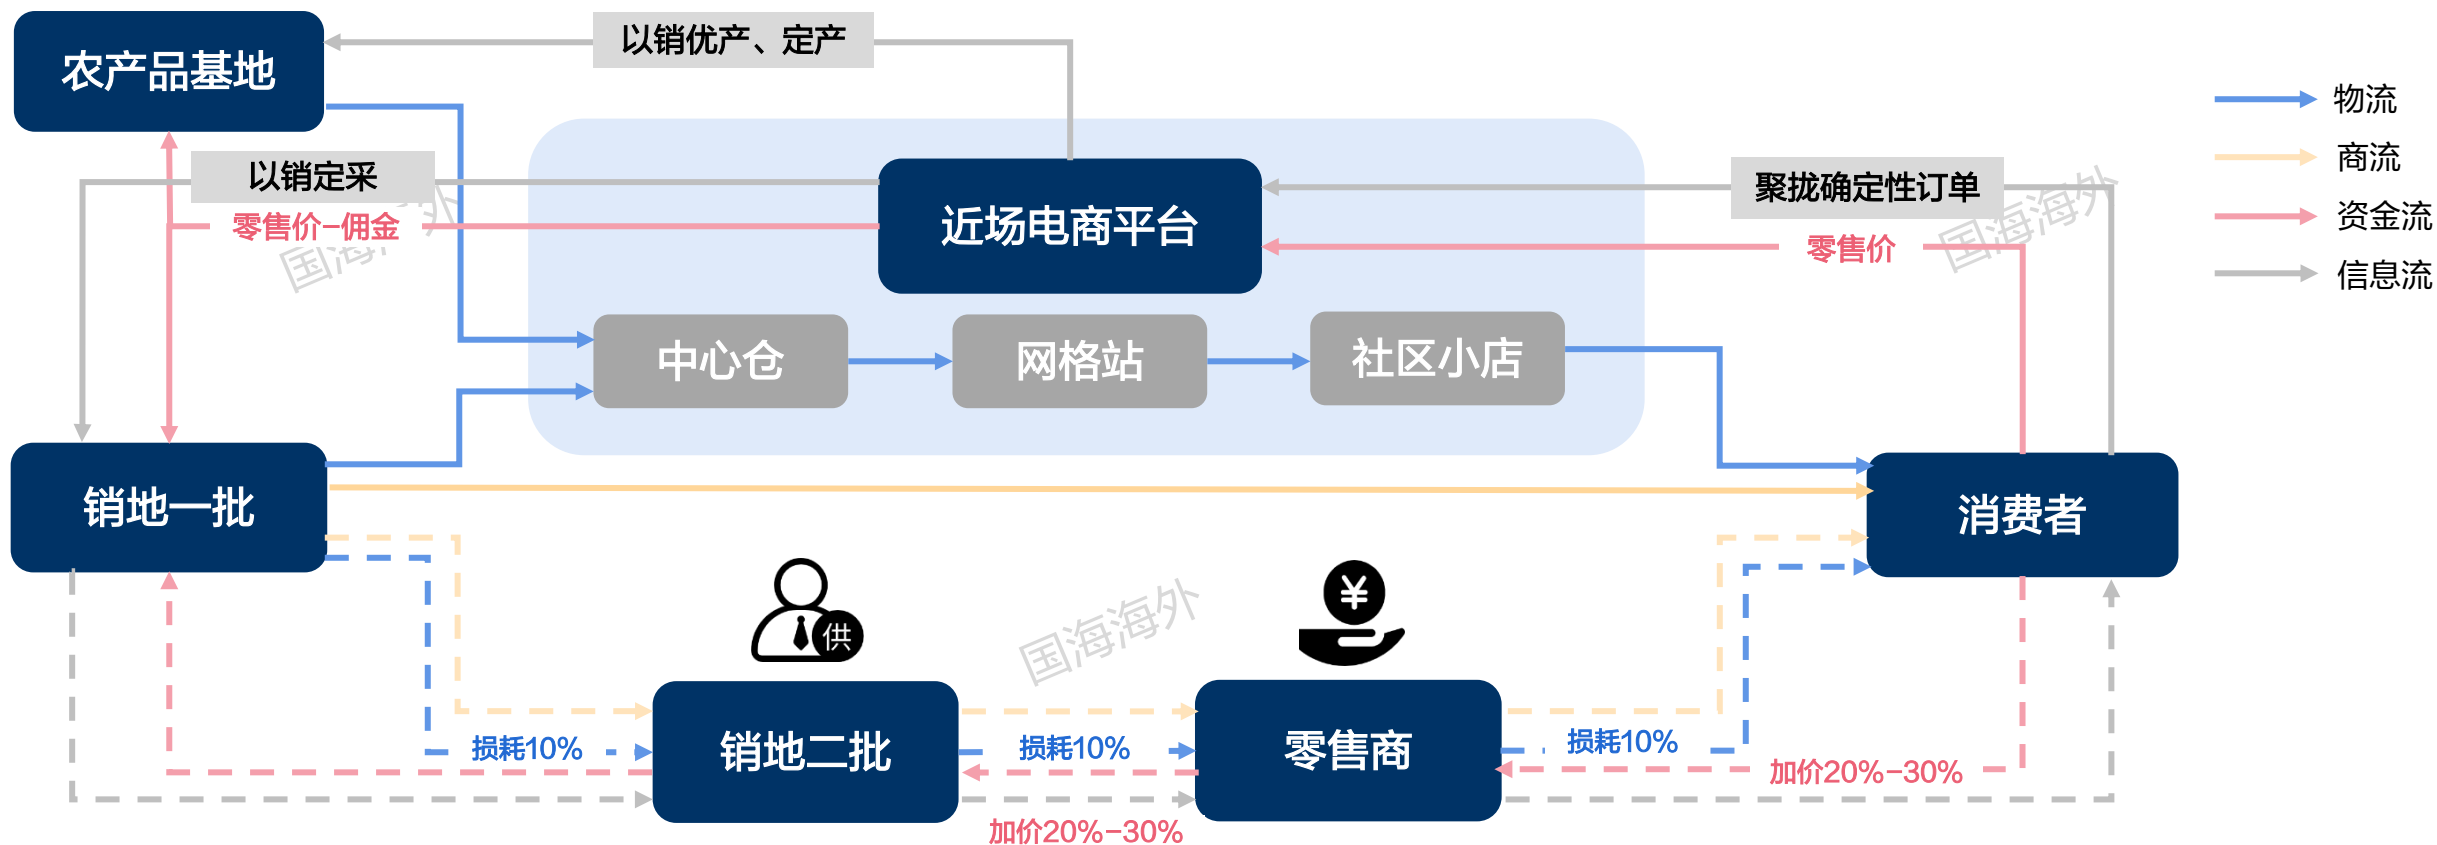 农产品基地
以销优产、定产
物流
商流
资金流
信息流
以销定采
零售价-佣金
近场电商平台
聚拢确定性订单
零售价
国海海外
国海海外
中心仓
网格站
社区小店
销地一批
消费者
供
¥
国海海外
销地二批
零售商
损耗10%
损耗10%
损耗10%
加价20%-30%
加价20%-30%